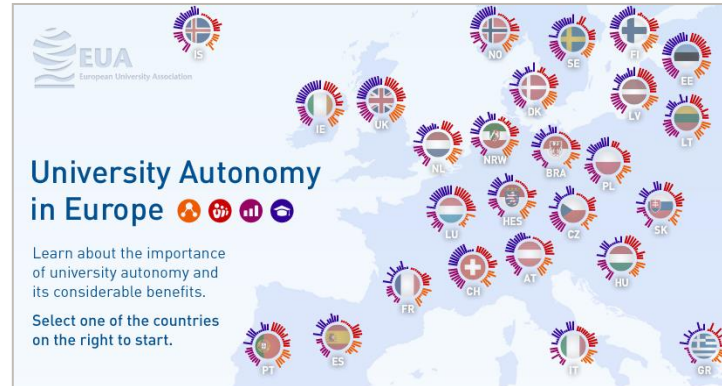 EUA
European University Association
University Autonomy
in Europe
Learn about the importance
of university autonomy and
its considerable benefits.
Select one of the countries
on the right to start.
IS
NO
SE
FI
EE
IE
UK
DK
LV
LT
NL
NRW
BRA
PL
LU
HES
CZ
SK
CH
AT
HU
FR
PT
ES
IT
GR